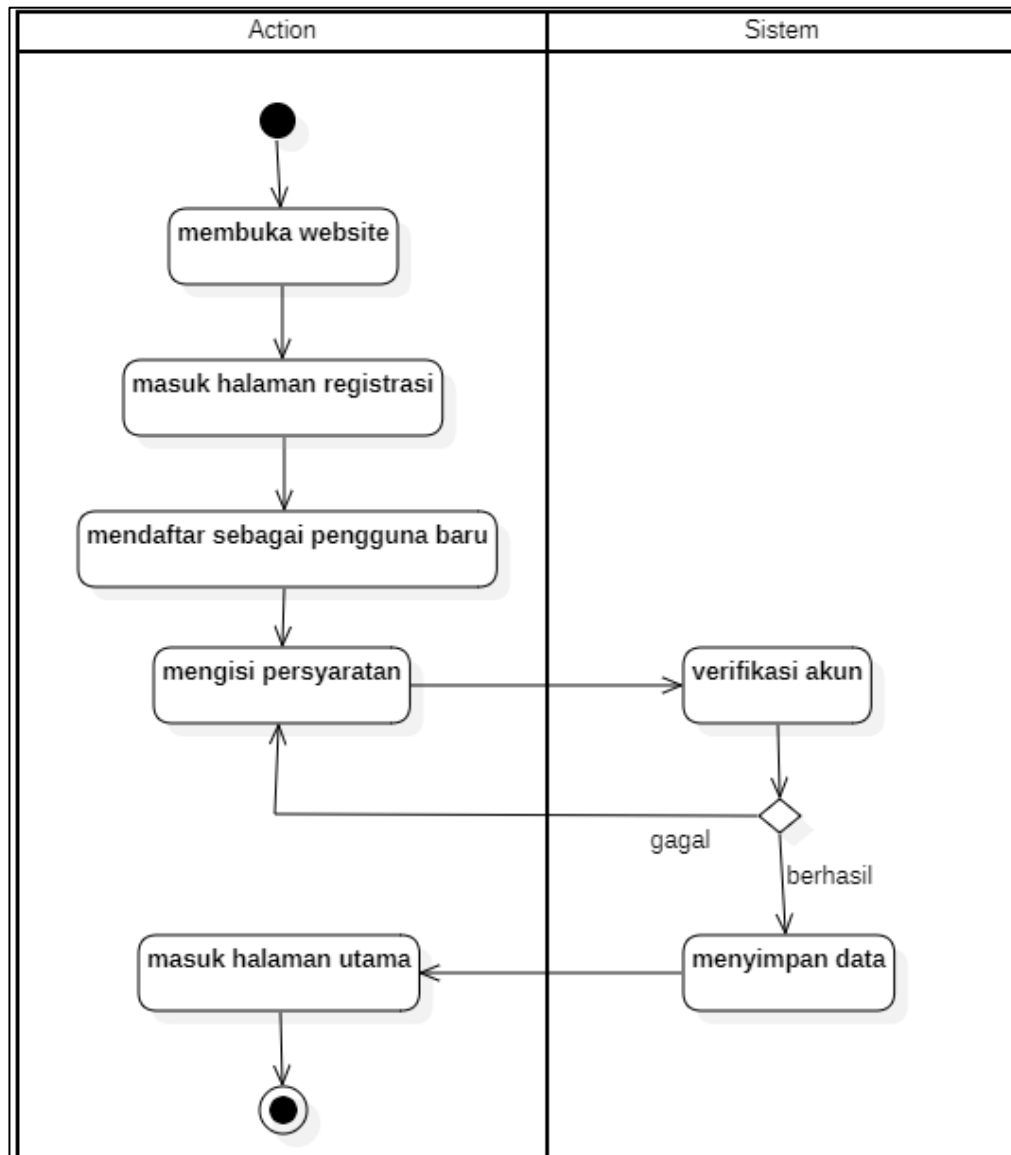 Action
Sistem
membuka website
masuk halaman registrasi
mendaftar sebagai pengguna baru
mengisi persyaratan
verifikasi akun
gagal
berhasil
masuk halaman utama
menyimpan data